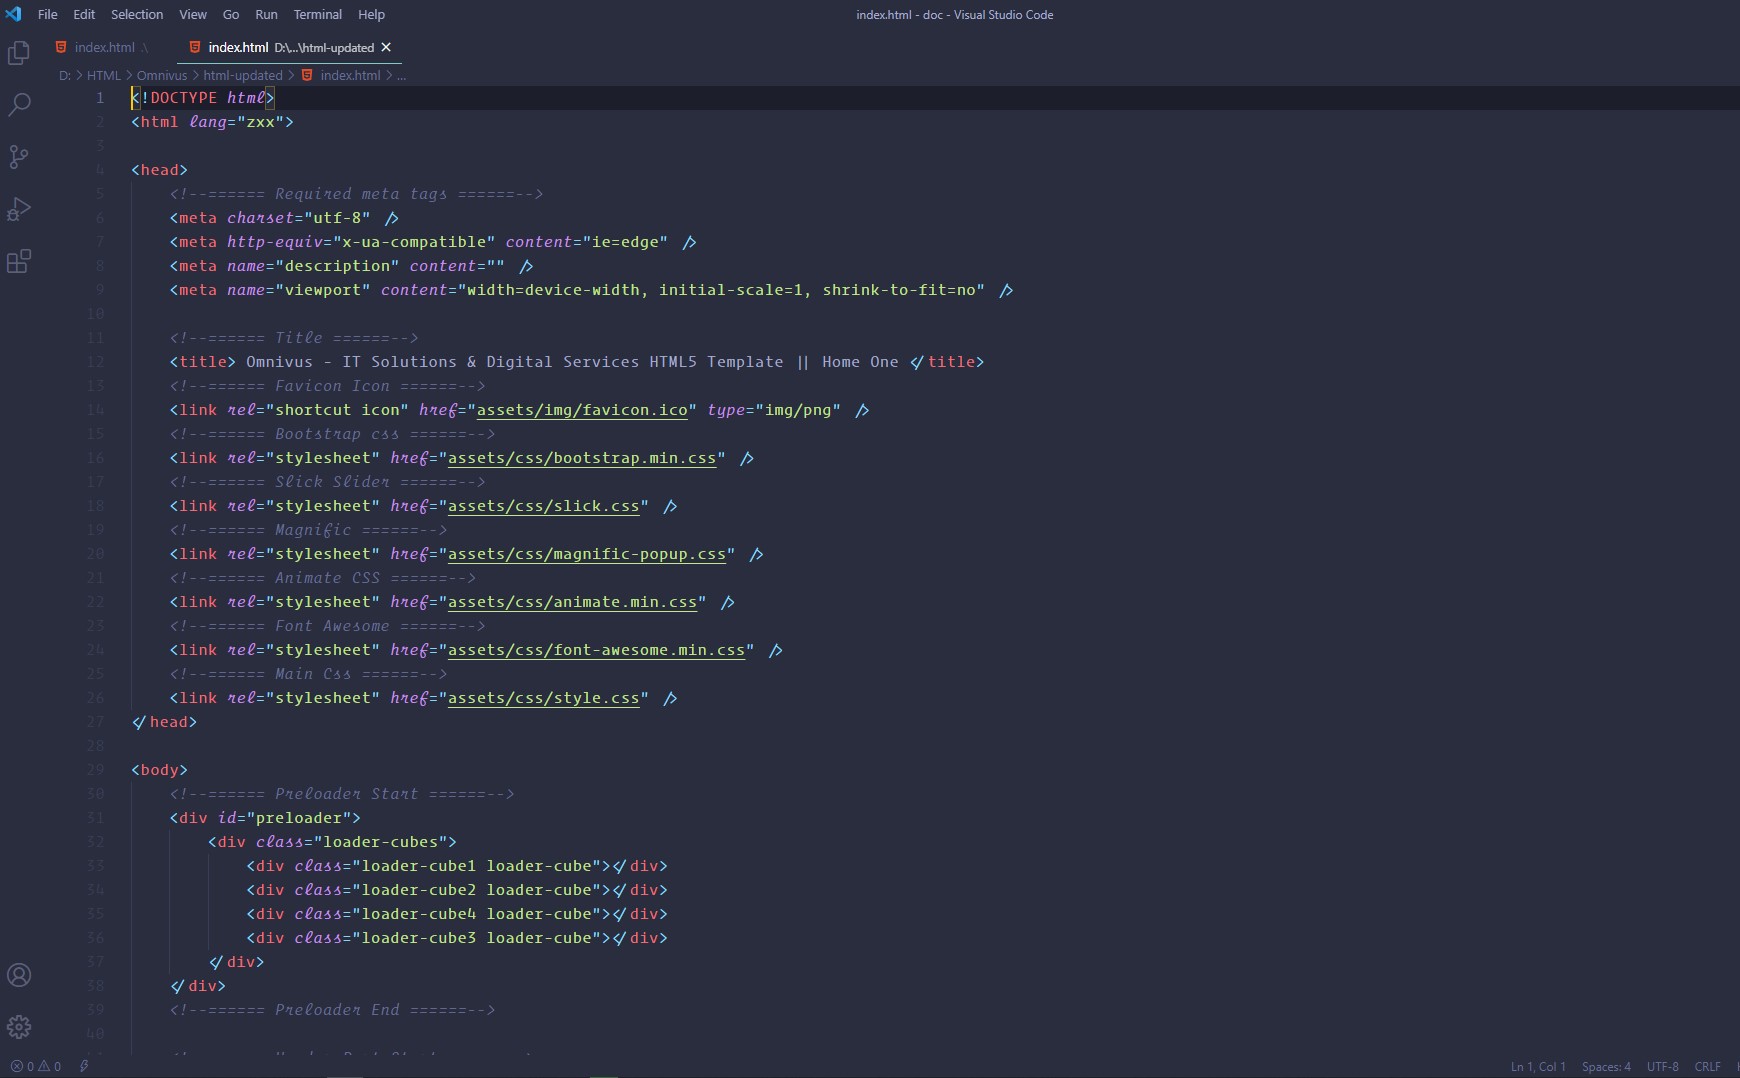 File Edit Selection View Go Run Terminal Help index.html - doc - Visual Studio Code
index.html .\ index.html D:\...\html-updated
D: > HTML > Omnivus > html-updated > index.html > ...
1 <!DOCTYPE html>
2 <html lang="zxx">
3
4 <head>
5 <!--====== Required meta tags ======-->
6 <meta charset="utf-8" />
7 <meta http-equiv="x-ua-compatible" content="ie=edge" />
8 <meta name="description" content="" />
9 <meta name="viewport" content="width=device-width, initial-scale=1, shrink-to-fit=no" />
10
11 <!--====== Title ======-->
12 <title> Omnivus - IT Solutions & Digital Services HTML5 Template || Home One </title>
13 <!--====== Favicon Icon ======-->
14 <link rel="shortcut icon" href="assets/img/favicon.ico" type="img/png" />
15 <!--====== Bootstrap css ======-->
16 <link rel="stylesheet" href="assets/css/bootstrap.min.css" />
17 <!--====== Slick Slider ======-->
18 <link rel="stylesheet" href="assets/css/slick.css" />
19 <!--====== Magnific ======-->
20 <link rel="stylesheet" href="assets/css/magnific-popup.css" />
21 <!--====== Animate CSS ======-->
22 <link rel="stylesheet" href="assets/css/animate.min.css" />
23 <!--====== Font Awesome ======-->
24 <link rel="stylesheet" href="assets/css/font-awesome.min.css" />
25 <!--====== Main Css ======-->
26 <link rel="stylesheet" href="assets/css/style.css" />
27 </head>
28
29 <body>
30 <!--====== Preloader Start ======-->
31 <div id="preloader">
32 <div class="loader-cubes">
33 <div class="loader-cube1 loader-cube"></div>
34 <div class="loader-cube2 loader-cube"></div>
35 <div class="loader-cube4 loader-cube"></div>
36 <div class="loader-cube3 loader-cube"></div>
37 </div>
38 </div>
39 <!--====== Preloader End ======-->
40
0 0 Ln 1, Col 1 Spaces: 4 UTF-8 CRLF